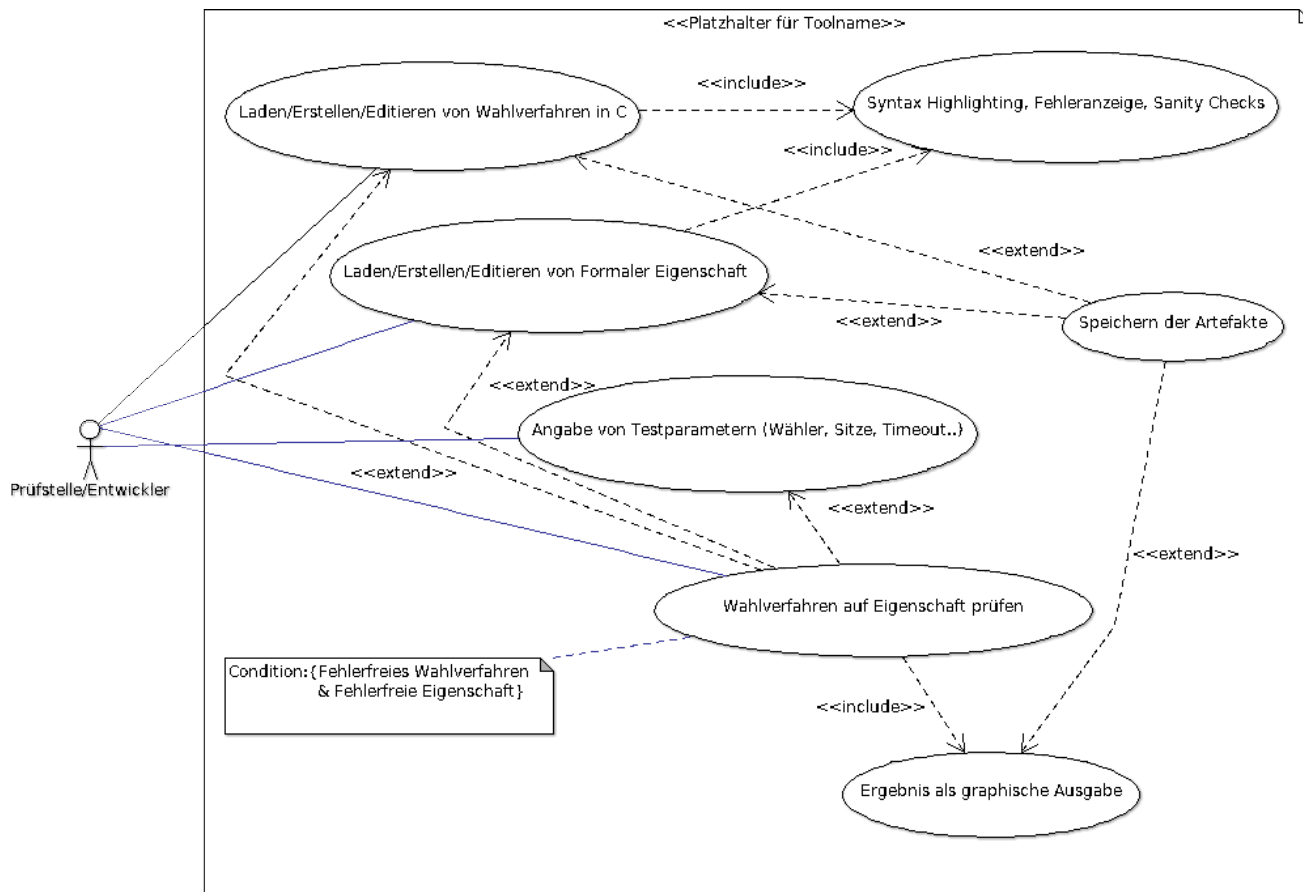 <<Platzhalter für Toolname>>
<<include>>
Laden/Erstellen/Editieren von Wahlverfahren in C
Syntax Highlighting, Fehleranzeige, Sanity Checks
<<include>>
<<extend>>
Laden/Erstellen/Editieren von Formaler Eigenschaft
<<extend>>
Speichern der Artefakte
<<extend>>
Angabe von Testparametern (Wähler, Sitze, Timeout..}
<<extend>>
Prüfstelle/Entwickler
<<extend>>
<<extend>>
Wahlverfahren auf Eigenschaft prüfen
Condition:{Fehlerfreies Wahlverfahren
& Fehlerfreie Eigenschaft}
<<include>>
Ergebnis als graphische Ausgabe